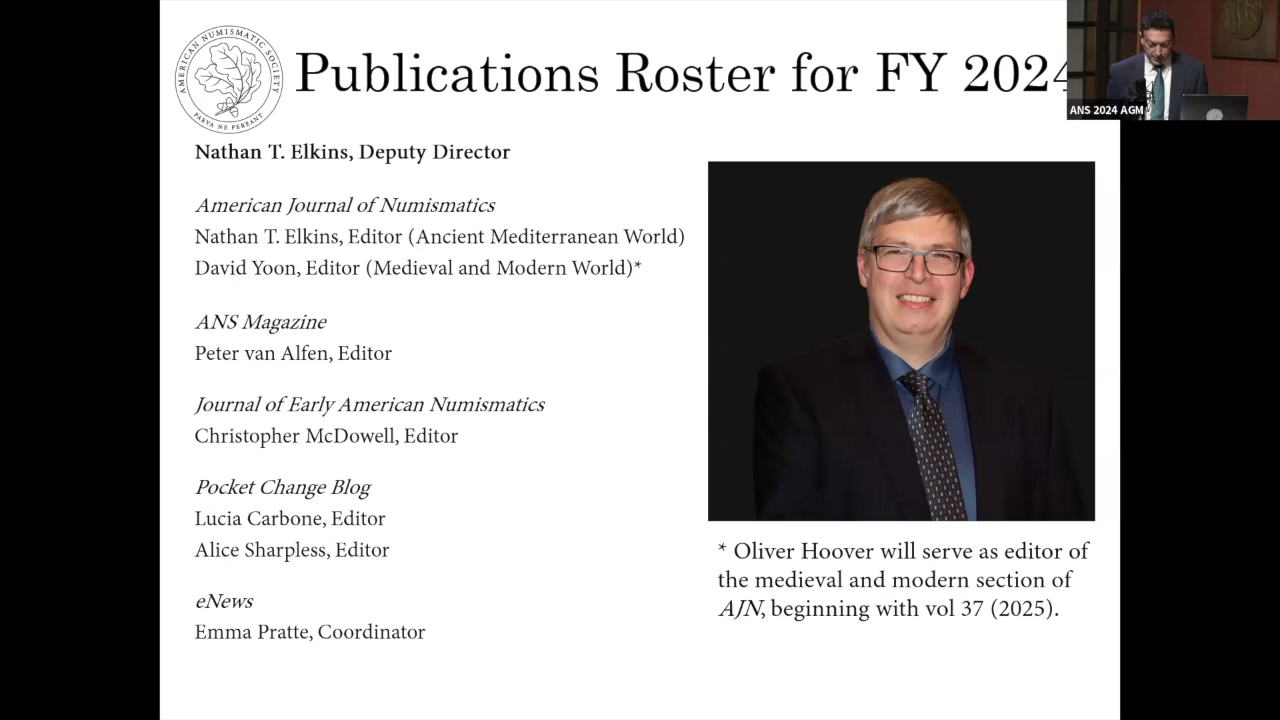 AMERICAN NUMISMATIC SOCIETY
PARVA NE PEREANT
Publications Roster for FY 2024
ANS 2024 AGM
Nathan T. Elkins, Deputy Director
American Journal of Numismatics
Nathan T. Elkins, Editor (Ancient Mediterranean World)
David Yoon, Editor (Medieval and Modern World)*
ANS Magazine
Peter van Alfen, Editor
Journal of Early American Numismatics
Christopher McDowell, Editor
Pocket Change Blog
Lucia Carbone, Editor
Alice Sharpless, Editor
eNews
Emma Pratte, Coordinator
* Oliver Hoover will serve as editor of
the medieval and modern section of
AJN, beginning with vol 37 (2025).